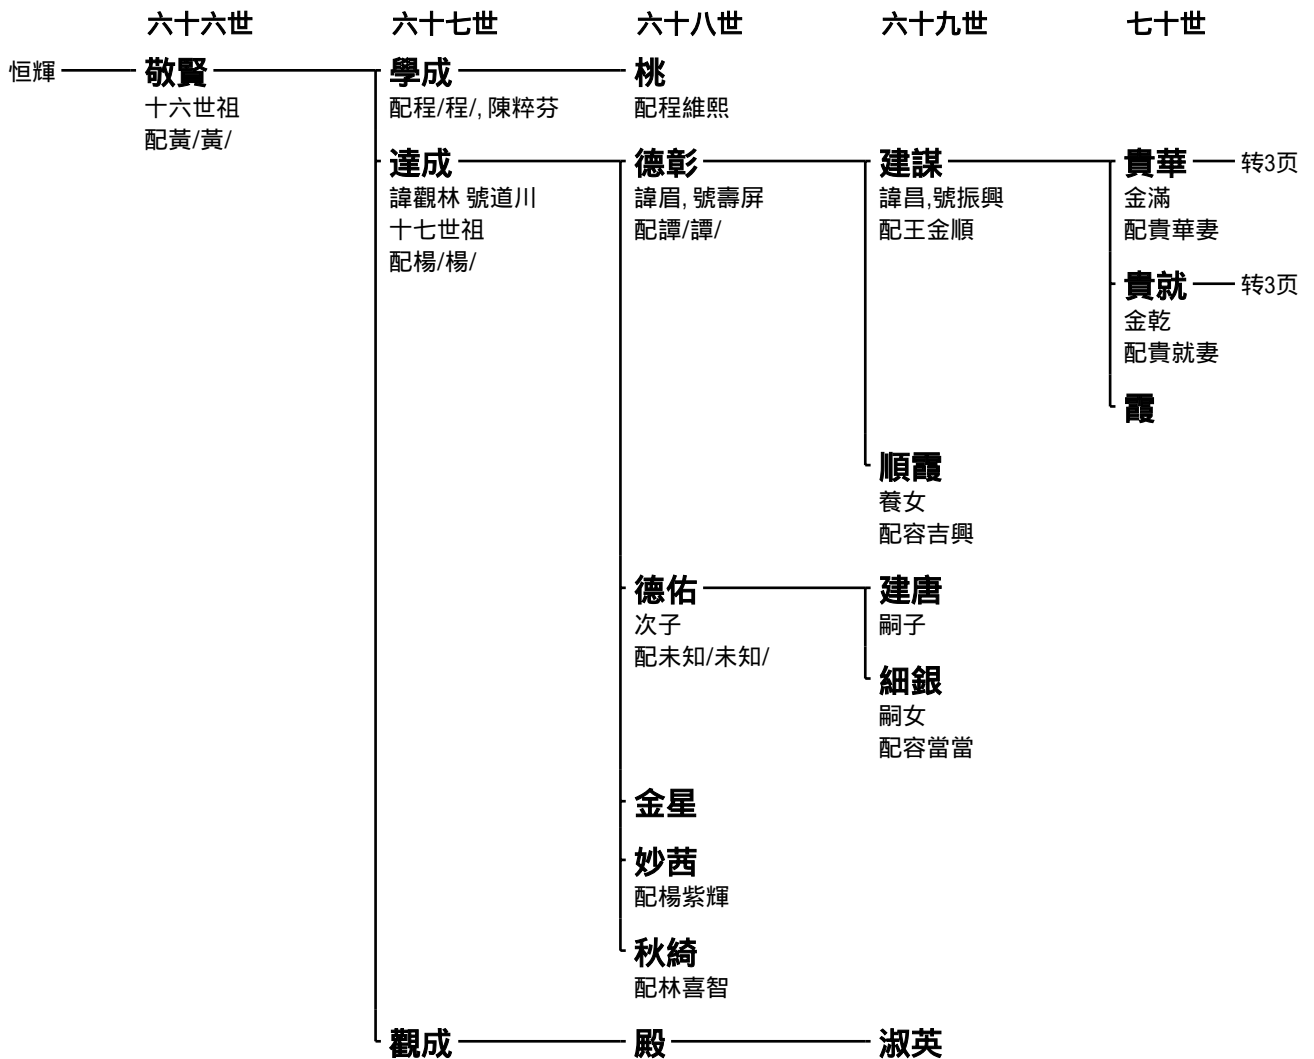 六十六世 六十七世 六十八世 六十九世 七十世
恒輝 敬賢 學成 桃
十六世祖 配程/程/, 陳粹芬 配程維熙
配黃/黃/
達成 德彰 建謀 貴華 转3页
諱觀林 號道川 諱眉, 號壽屏 諱昌,號振興 金滿
十七世祖 配譚/譚/ 配王金順 配貴華妻
配楊/楊/
貴就 转3页
金乾
配貴就妻
霞
順霞
養女
配容吉興
德佑 建唐
次子 嗣子
配未知/未知/
細銀
嗣女
配容當當
金星
妙茜
配楊紫輝
秋綺
配林喜智
觀成 殿 淑英